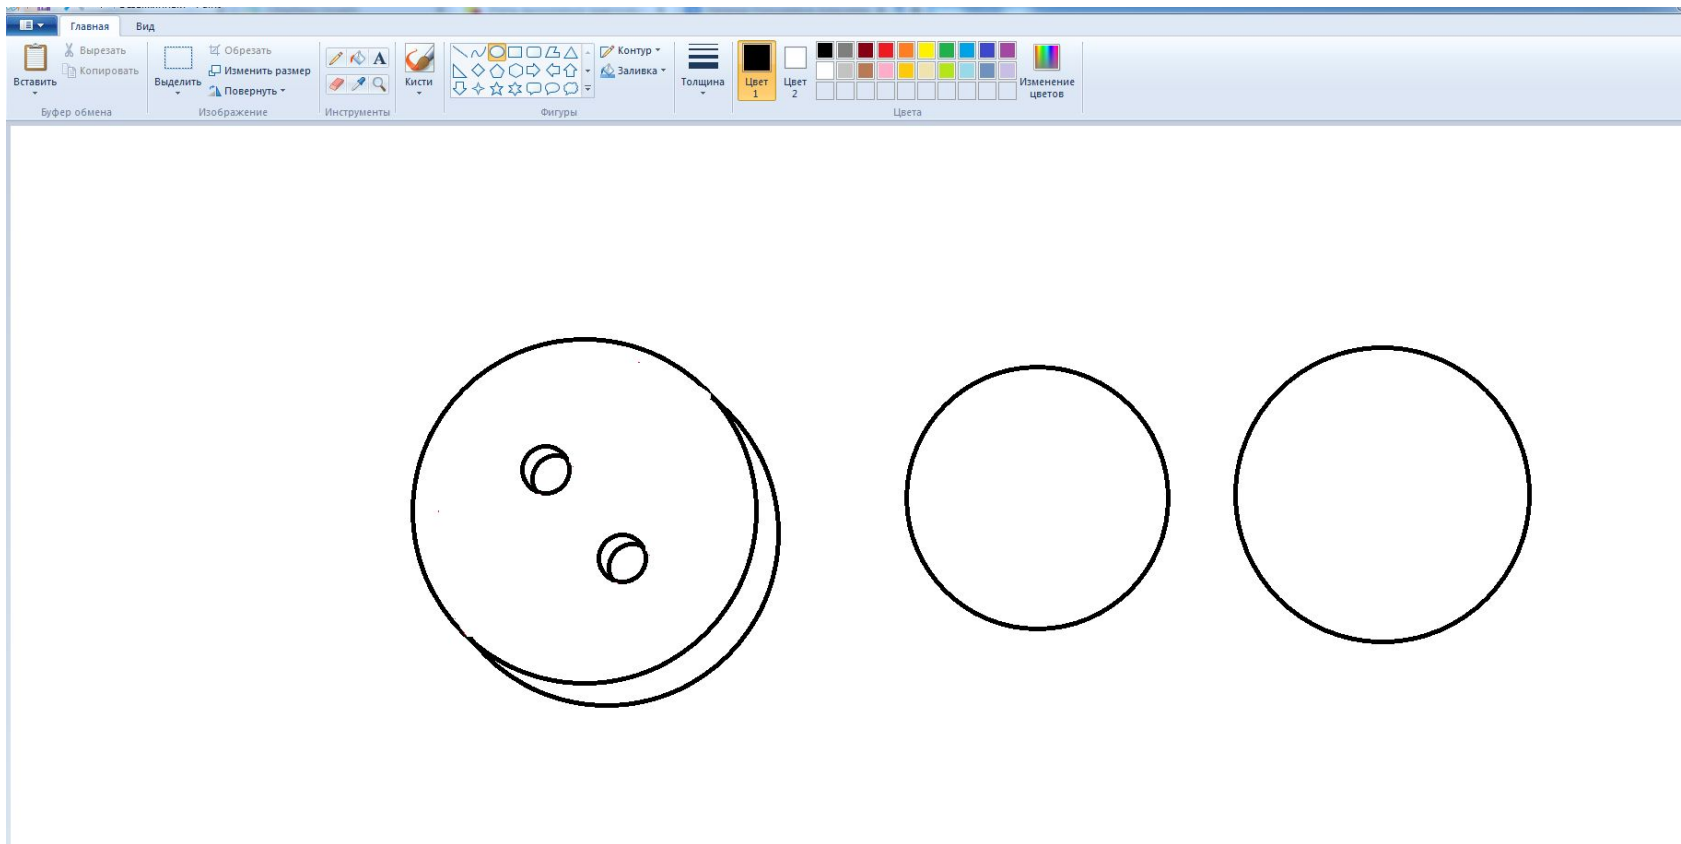 Главная Вид
Вставить
Вырезать
Копировать
Буфер обмена
Выделить
Обрезать
Изменить размер
Повернуть
Изображение
A
Инструменты
Кисти
Контур
Заливка
Фигуры
Толщина
Цвет
1
Цвет
2
Изменение
цветов
Цвета